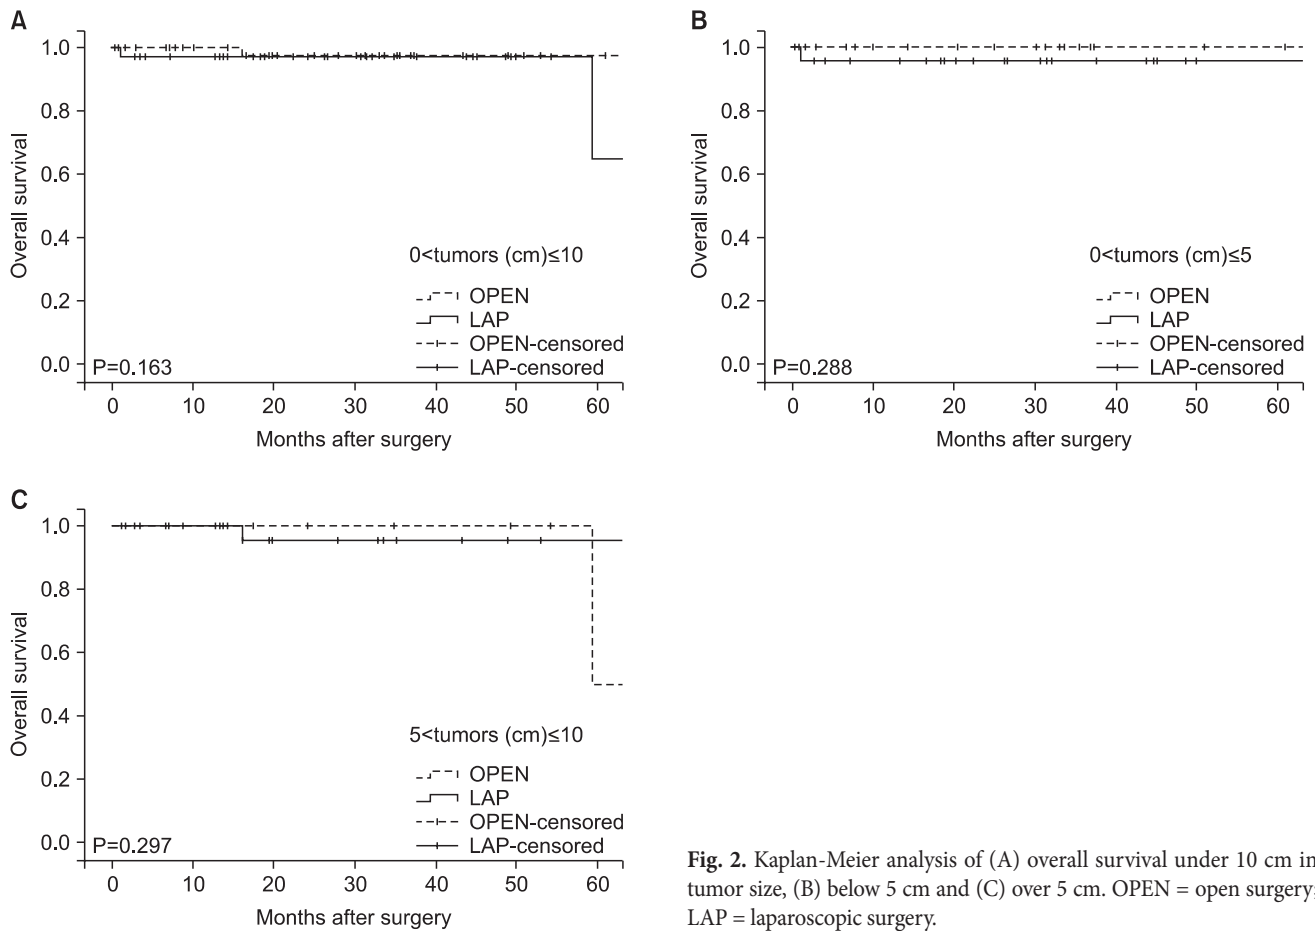 A
1.0
0.8
0.6
0.4
0.2
0.0
Overall survival
0<tumors (cm)≤10
OPEN
LAP
OPEN-censored
LAP-censored
P=0.163
0 10 20 30 40 50 60
Months after surgery
B
1.0
0.8
0.6
0.4
0.2
0.0
Overall survival
0<tumors (cm)≤5
OPEN
LAP
OPEN-censored
LAP-censored
P=0.288
0 10 20 30 40 50 60
Months after surgery
C
1.0
0.8
0.6
0.4
0.2
0.0
Overall survival
5<tumors (cm)≤10
OPEN
LAP
OPEN-censored
LAP-censored
P=0.297
0 10 20 30 40 50 60
Months after surgery
Fig. 2. Kaplan-Meier analysis of (A) overall survival under 10 cm in
tumor size, (B) below 5 cm and (C) over 5 cm. OPEN = open surgery;
LAP = laparoscopic surgery.